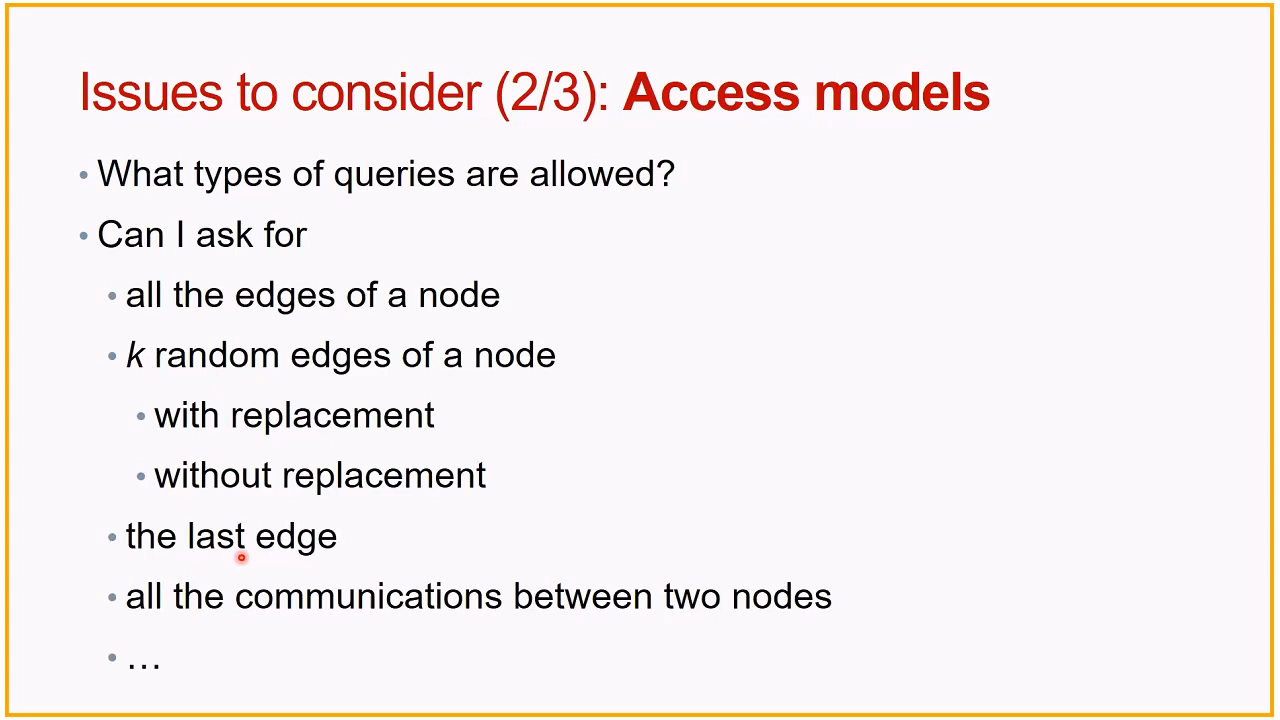 Issues to consider (2/3): Access models
• What types of queries are allowed?
• Can I ask for
• all the edges of a node
• k random edges of a node
• with replacement
• without replacement
• the last edge
• all the communications between two nodes
• …